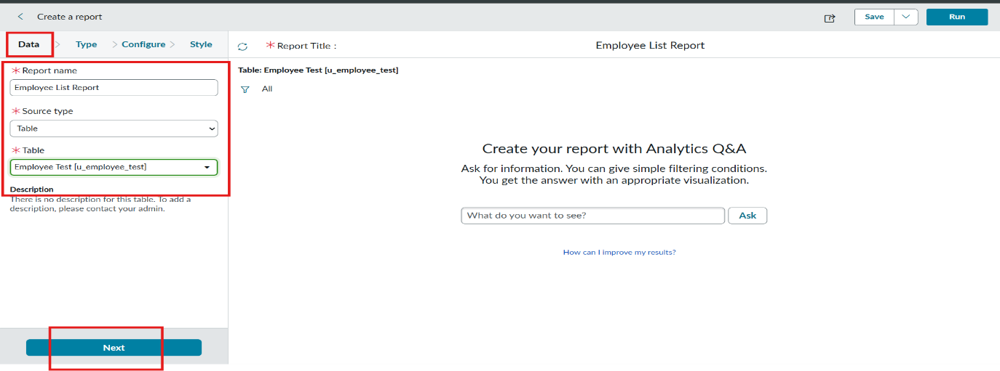 Create a report
Save
Run
Data
Type
Configure
Style
Report name
Employee List Report
Source type
Table
Table
Employee Test [u_employee_test]
Description
There is no description for this table. To add a
description, please contact your admin.
Next
Report Title :
Employee List Report
Table: Employee Test [u_employee_test]
All
Create your report with Analytics Q&A
Ask for information. You can give simple filtering conditions.
You get the answer with an appropriate visualization.
What do you want to see?
Ask
How can I improve my results?